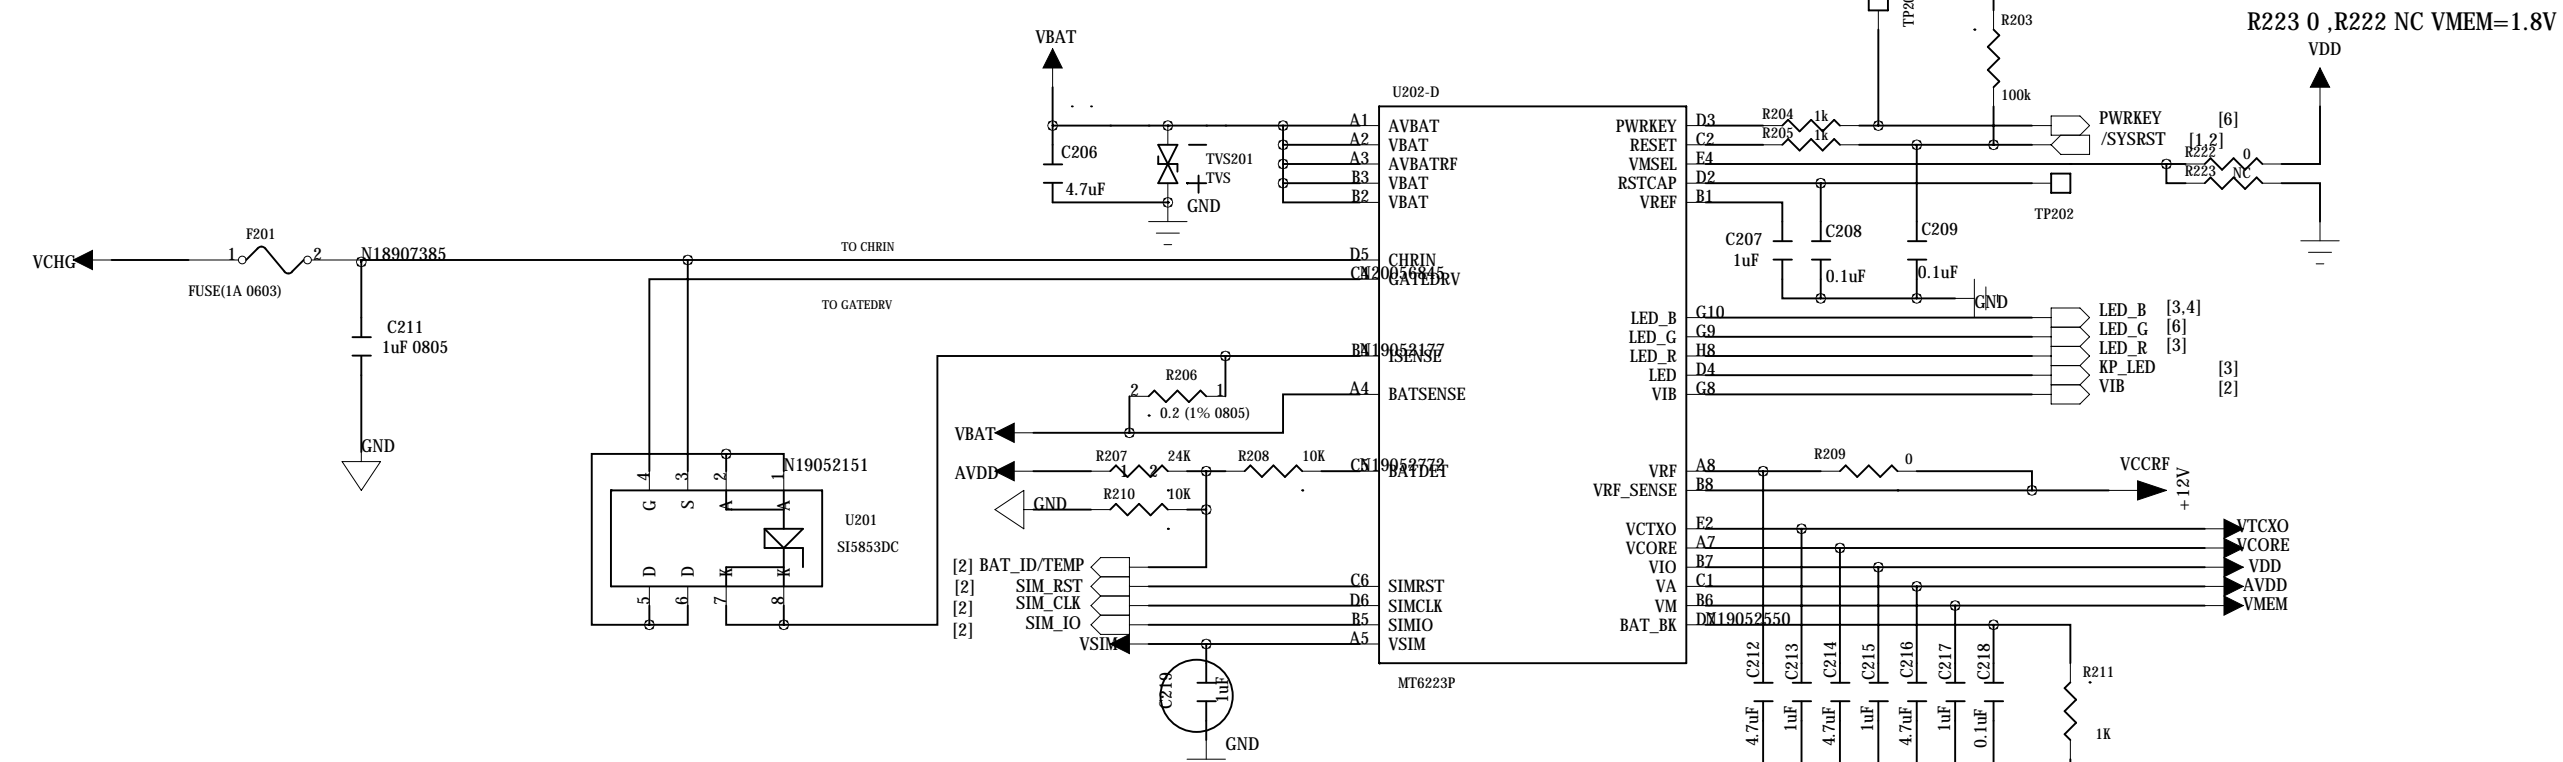 R223 0 ,R222 NC VMEM=1.8V
VDD
R203
100k
VBAT
C206
4.7uF
TVS201
TVS
GND
U202-D
A1 AVBAT
A2 VBAT
A3 AVBATRF
B3 VBAT
B2 VBAT
D5 CHRIN
GATEDRV
N20056845
ISENSE
N19052177
A4 BATSENSE
BATDET
N19052772
C6 SIMRST
D6 SIMCLK
B5 SIMIO
A5 VSIM
MT6223P
PWRKEY D3
RESET C2
VMSEL E4
RSTCAP D2
VREF B1
LED_B G10
LED_G G9
LED_R H8
LED D4
VIB G8
VRF A8
VRF_SENSE B8
VCTXO E2
VCORE A7
VIO B7
VA C1
VM B6
BAT_BK
N19052550
R204 1k
R205 1k
PWRKEY [6]
/SYSRST [1,2]
R222 0
R223 NC
TP202
C207
1uF
C208
0.1uF
C209
0.1uF
GND
LED_B [3,4]
LED_G [6]
LED_R [3]
KP_LED [3]
VIB [2]
R209 0
VCCRF
+12V
VTCXO
VCORE
VDD
AVDD
VMEM
C212
4.7uF
C213
1uF
C214
4.7uF
C215
1uF
C216
4.7uF
C217
1uF
C218
0.1uF
R211
1K
VCHG
F201
1 2
FUSE(1A 0603)
N18907385
TO CHRIN
TO GATEDRV
C211
1uF 0805
GND
N19052151
4 3 2 1
G S A A
U201
SI5853DC
D D K K
5 6 7 8
R206
2 1
0.2 (1% 0805)
VBAT
AVDD
R207 24K
1 2
R208 10K
GND
R210 10K
[2] BAT_ID/TEMP
[2] SIM_RST
[2] SIM_CLK
[2] SIM_IO
VSIM
C219
1uF
GND